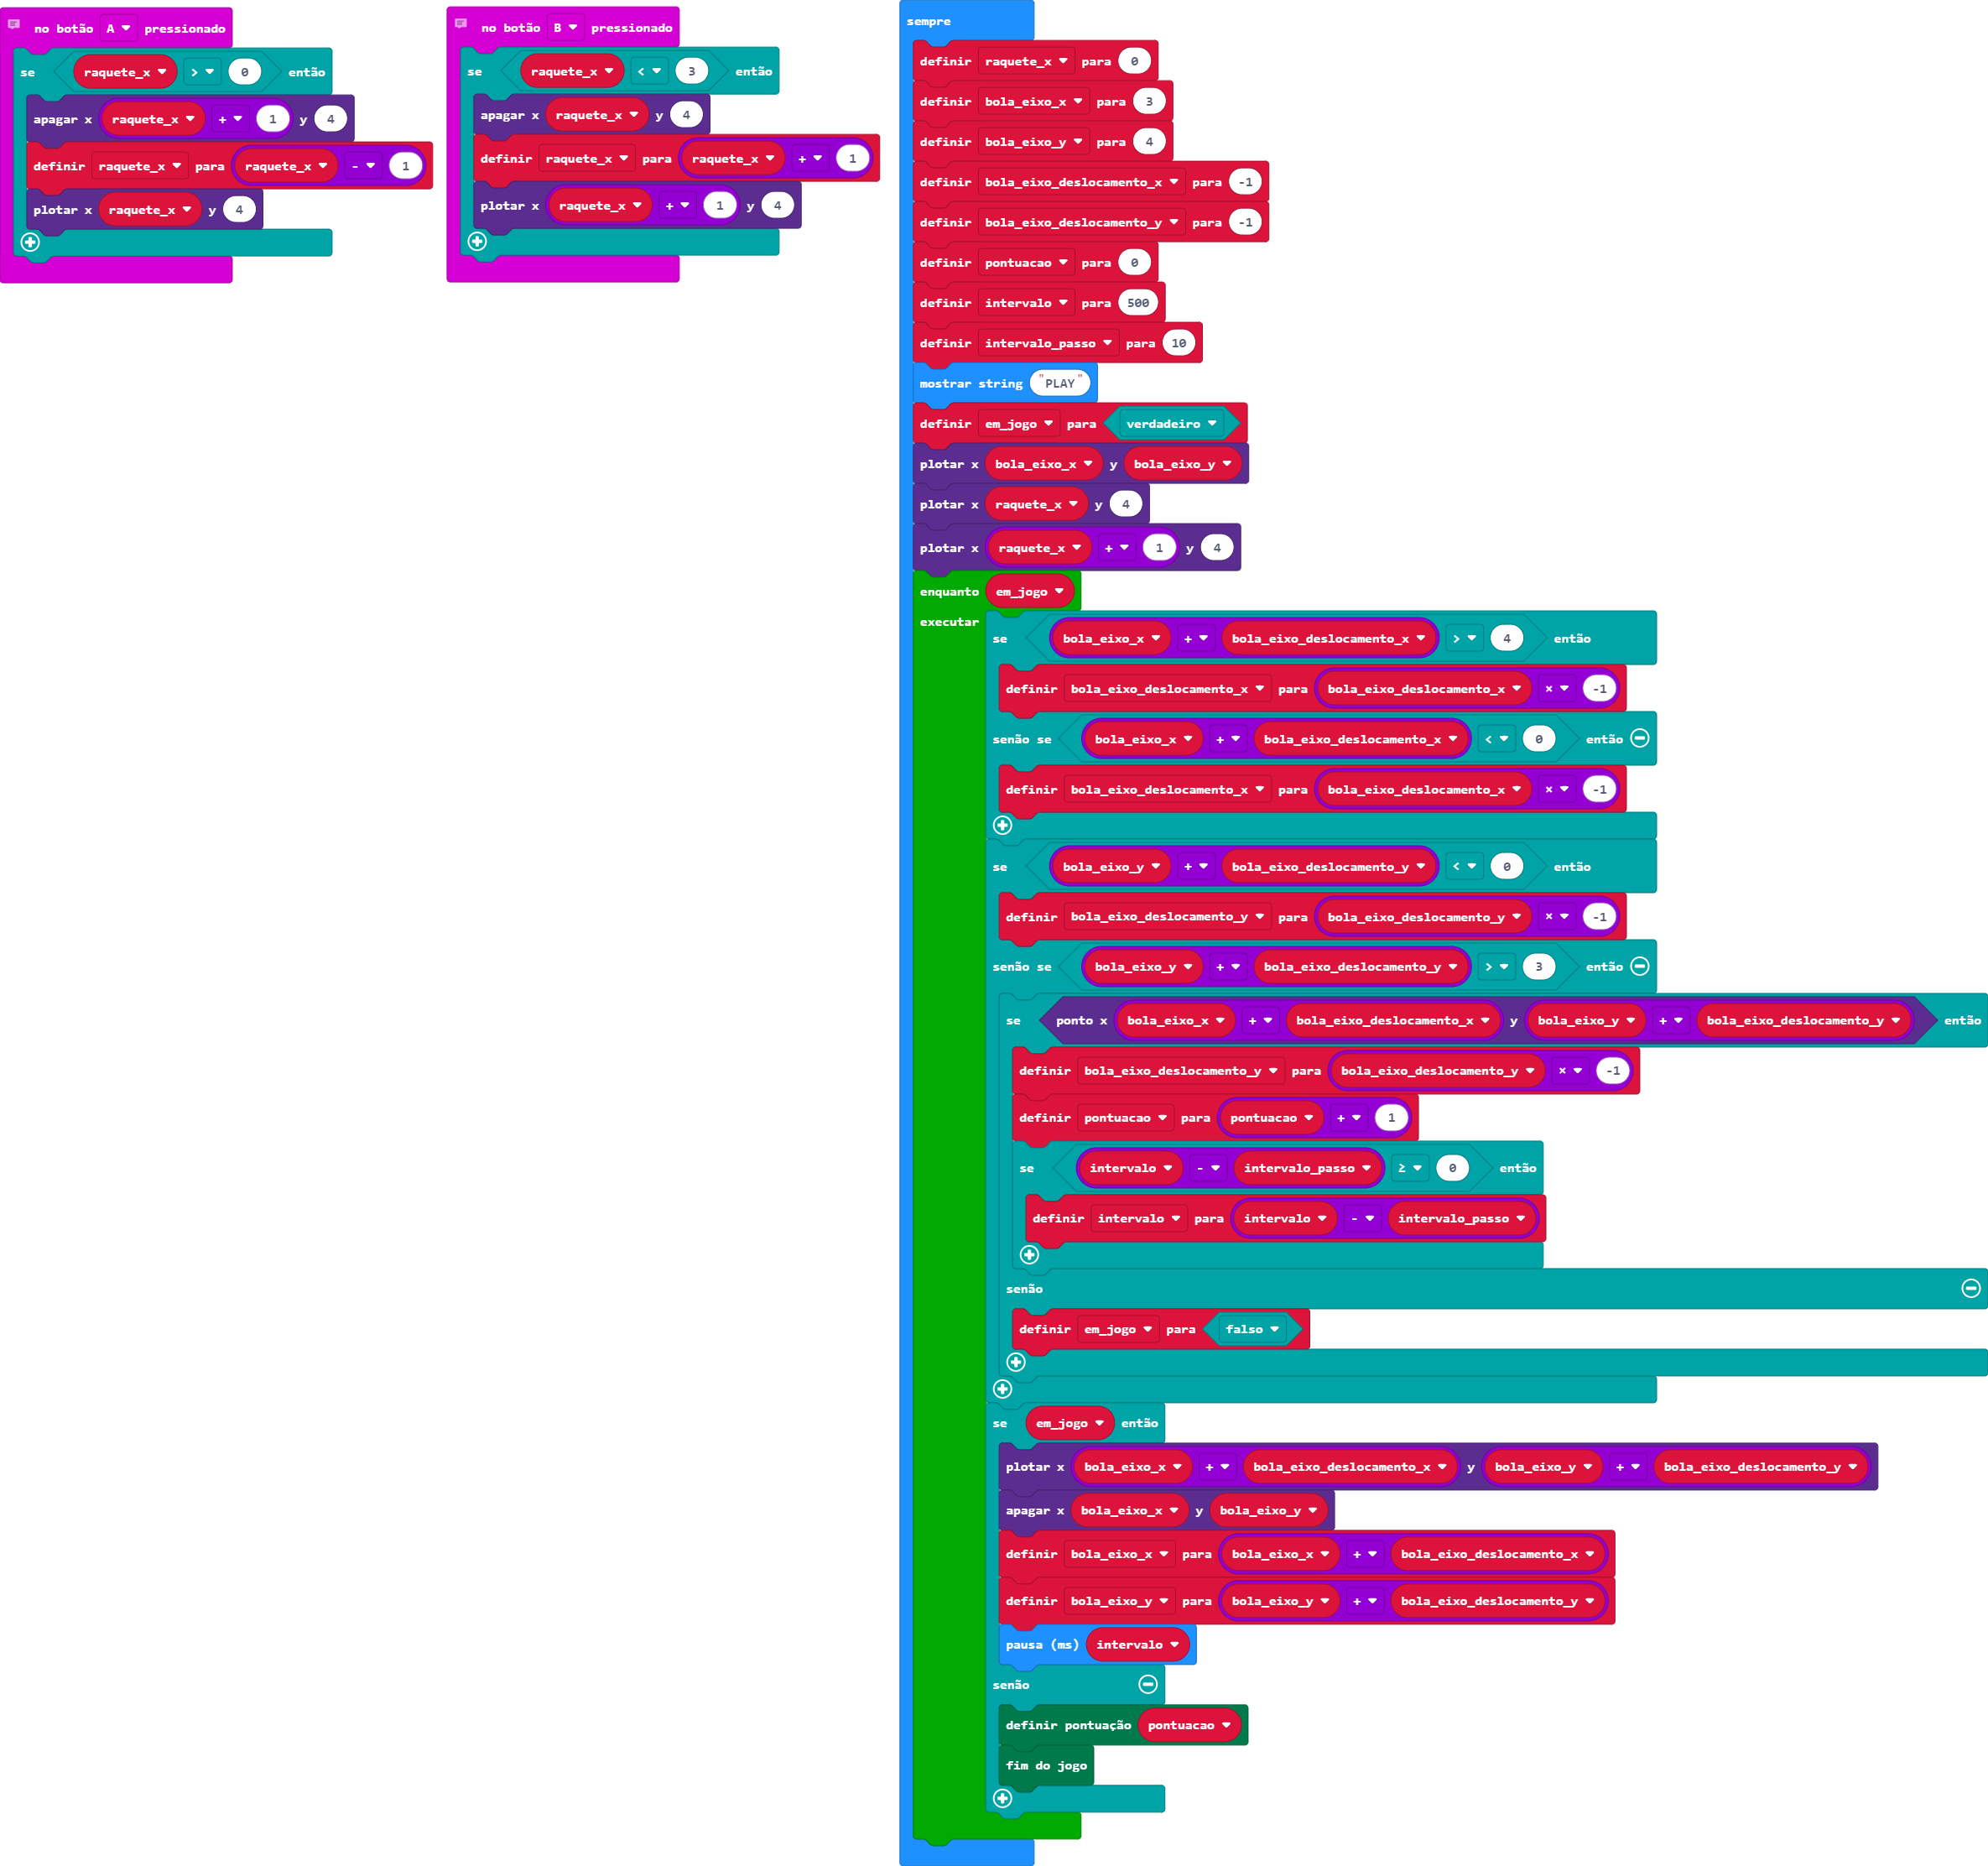 no botão A pressionado
se raquete_x > 0 então
apagar x raquete_x + 1 y 4
definir raquete_x para raquete_x - 1
plotar x raquete_x y 4
no botão B pressionado
se raquete_x < 3 então
apagar x raquete_x y 4
definir raquete_x para raquete_x + 1
plotar x raquete_x + 1 y 4
sempre
definir raquete_x para 0
definir bola_eixo_x para 3
definir bola_eixo_y para 4
definir bola_eixo_deslocamento_x para -1
definir bola_eixo_deslocamento_y para -1
definir pontuacao para 0
definir intervalo para 500
definir intervalo_passo para 10
mostrar string "PLAY"
definir em_jogo para verdadeiro
plotar x bola_eixo_x y bola_eixo_y
plotar x raquete_x y 4
plotar x raquete_x + 1 y 4
enquanto em_jogo
executar
se bola_eixo_x + bola_eixo_deslocamento_x > 4 então
definir bola_eixo_deslocamento_x para bola_eixo_deslocamento_x × -1
senão se bola_eixo_x + bola_eixo_deslocamento_x < 0 então
definir bola_eixo_deslocamento_x para bola_eixo_deslocamento_x × -1
se bola_eixo_y + bola_eixo_deslocamento_y < 0 então
definir bola_eixo_deslocamento_y para bola_eixo_deslocamento_y × -1
senão se bola_eixo_y + bola_eixo_deslocamento_y > 3 então
se ponto x bola_eixo_x + bola_eixo_deslocamento_x y bola_eixo_y + bola_eixo_deslocamento_y então
definir bola_eixo_deslocamento_y para bola_eixo_deslocamento_y × -1
definir pontuacao para pontuacao + 1
se intervalo - intervalo_passo ≥ 0 então
definir intervalo para intervalo - intervalo_passo
senão
definir em_jogo para falso
se em_jogo então
plotar x bola_eixo_x + bola_eixo_deslocamento_x y bola_eixo_y + bola_eixo_deslocamento_y
apagar x bola_eixo_x y bola_eixo_y
definir bola_eixo_x para bola_eixo_x + bola_eixo_deslocamento_x
definir bola_eixo_y para bola_eixo_y + bola_eixo_deslocamento_y
pausa (ms) intervalo
senão
definir pontuação pontuacao
fim do jogo